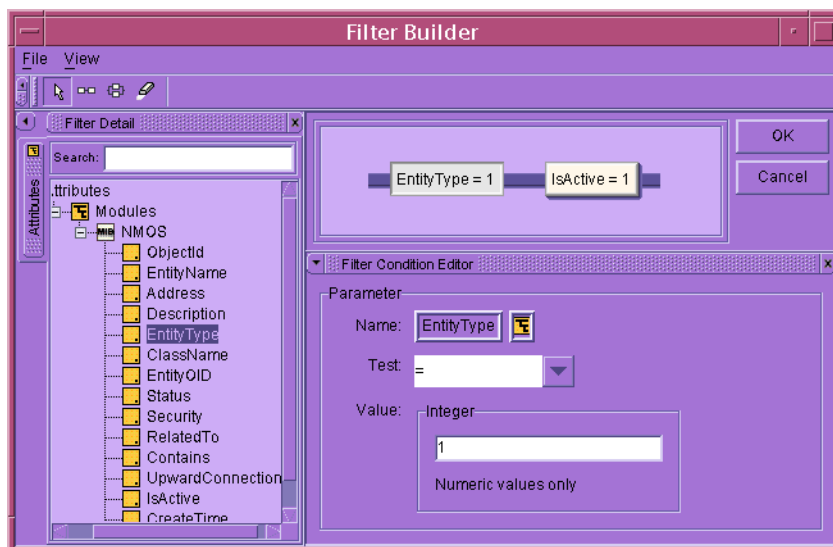 Filter Builder
File View
Filter Detail
Search:
Attributes
.ttributes
Modules
MIB NMOS
ObjectId
EntityName
Address
Description
EntityType
ClassName
EntityOID
Status
Security
RelatedTo
Contains
UpwardConnection
IsActive
CreateTime
EntityType = 1
IsActive = 1
OK
Cancel
Filter Condition Editor
Parameter
Name: EntityType
Test: =
Value: Integer
1
Numeric values only